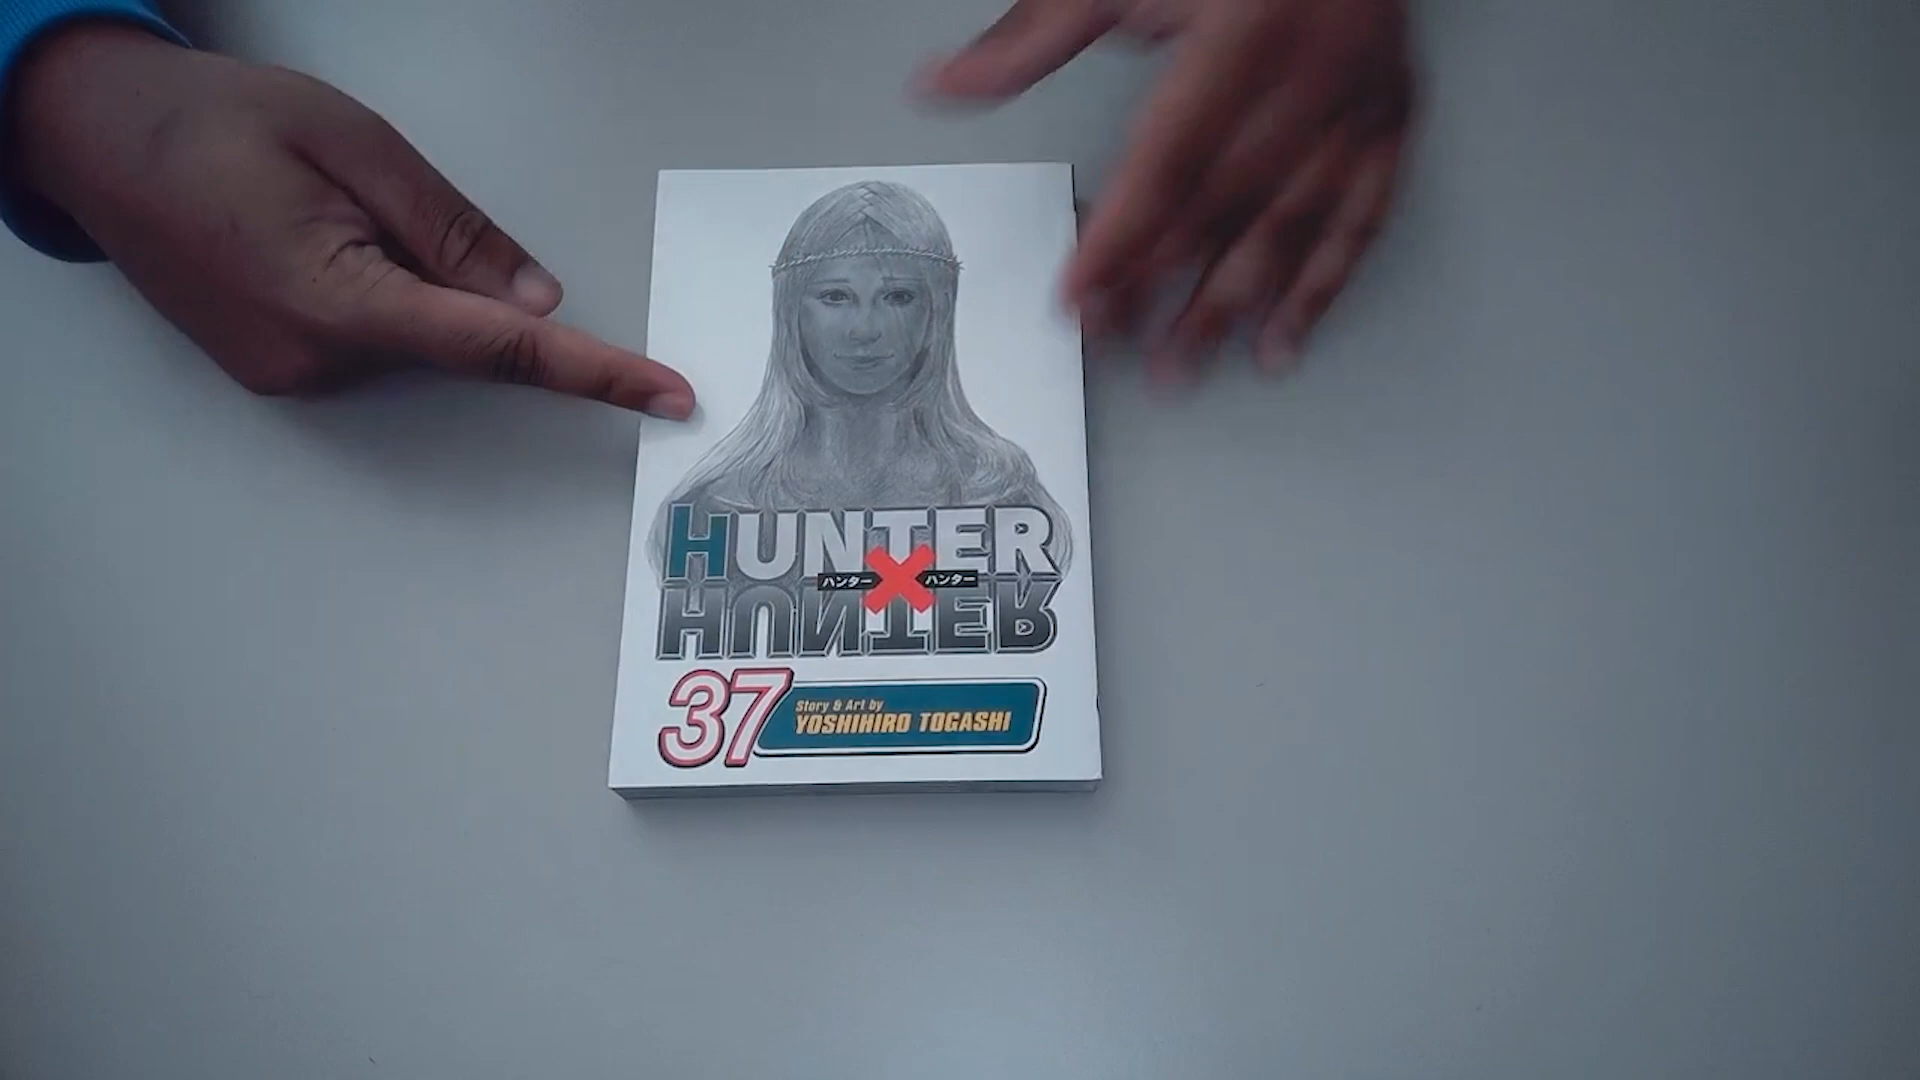 HUNTER
ハンター X ハンター
HUNTER
37
Story & Art by
YOSHIHIRO TOGASHI